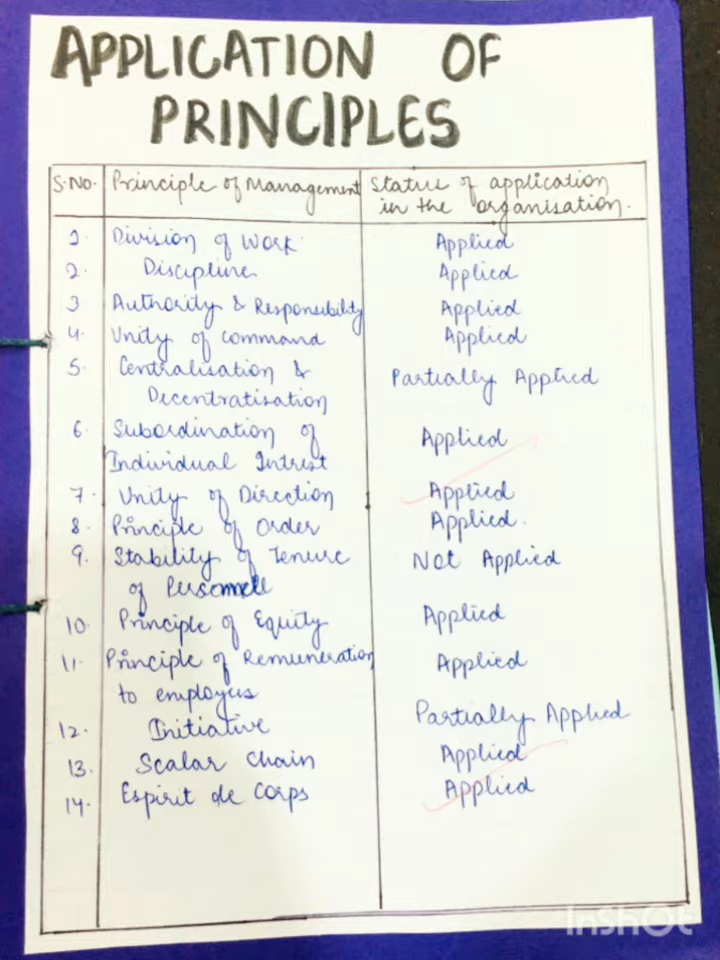 APPLICATION OF
PRINCIPLES
S.No. Principle of Management Status of application
in the organisation.
1. Division of Work Applied
2. Discipline Applied
3. Authority & Responsibility Applied
4. Unity of command Applied
5. Centralisation & Partially Applied
Decentratisation
6. Subordination of Applied
Individual Intrest
7. Unity of Direction Applied
8. Principle of Order Applied.
9. Stability of Tenure Not Applied
of Personnell
10. Principle of Equity Applied
11. Principle of Remuneration Applied
to employees
12. Initiative Partially Applied
13. Scalar Chain Applied
14. Espirit de Corps Applied
InShOt